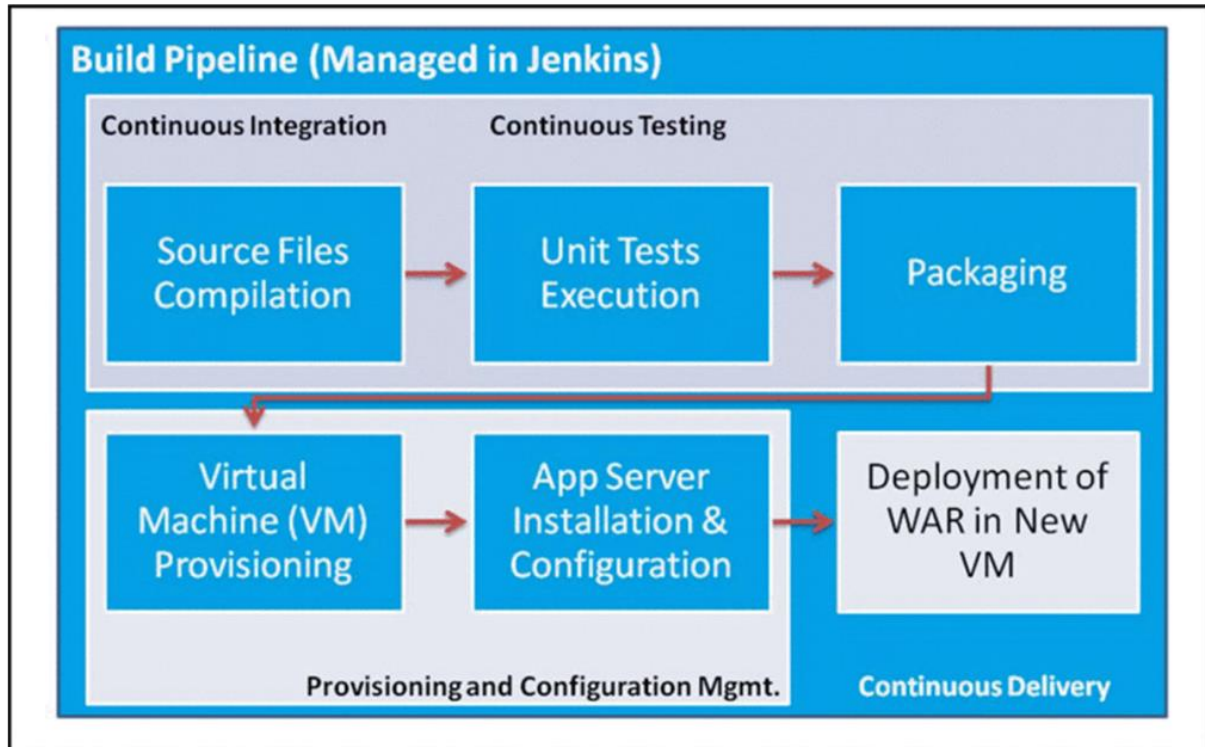 Build Pipeline (Managed in Jenkins)
Continuous Integration
Continuous Testing
Source Files
Compilation
Unit Tests
Execution
Packaging
Virtual
Machine (VM)
Provisioning
App Server
Installation &
Configuration
Deployment of
WAR in New
VM
Provisioning and Configuration Mgmt.
Continuous Delivery